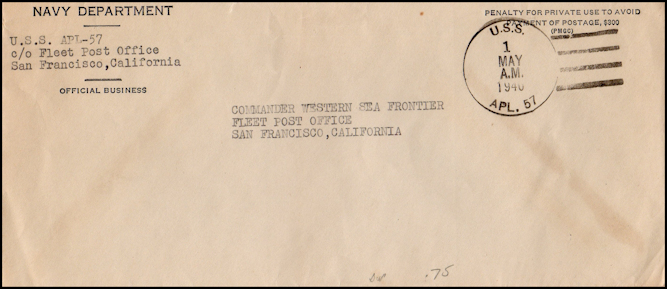 NAVY DEPARTMENT
U.S.S. APL-57
c/o Fleet Post Office
San Francisco,California
OFFICIAL BUSINESS
PENALTY FOR PRIVATE USE TO AVOID
PAYMENT OF POSTAGE, $300
(PMGC)
U.S.S.
1
MAY
A.M.
1946
APL. 57
COMMANDER WESTERN SEA FRONTIER
FLEET POST OFFICE
SAN FRANCISCO,CALIFORNIA
.75